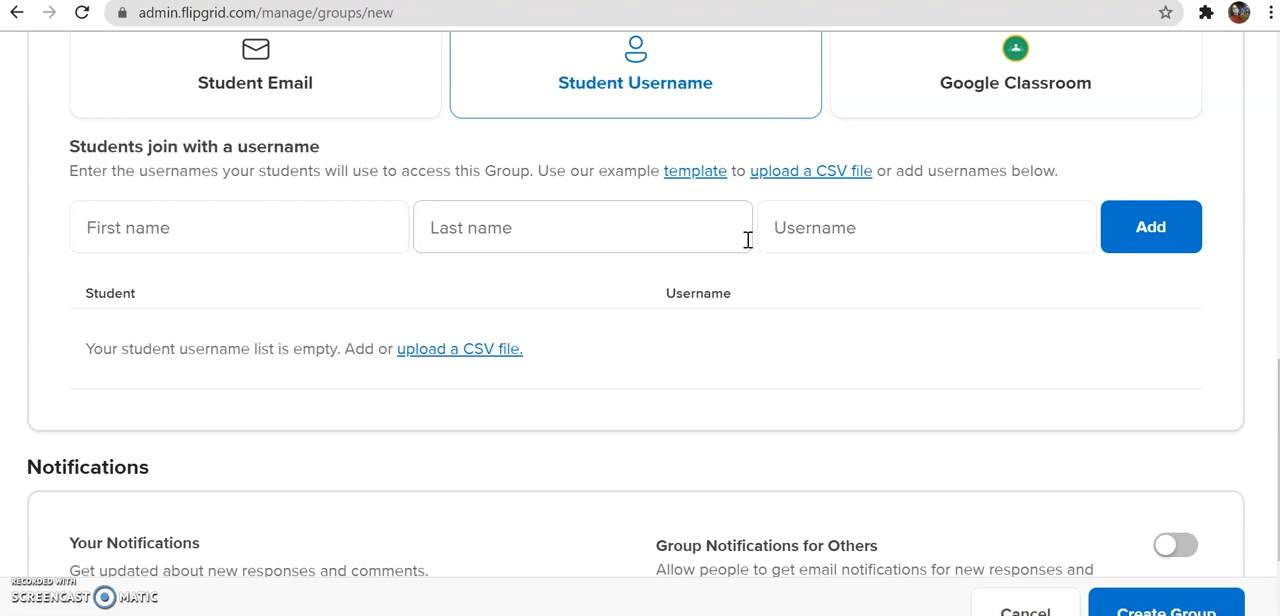 admin.flipgrid.com/manage/groups/new
Student Email
Student Username
Google Classroom
Students join with a username
Enter the usernames your students will use to access this Group. Use our example template to upload a CSV file or add usernames below.
First name
Last name
Username
Add
Student
Username
Your student username list is empty. Add or upload a CSV file.
Notifications
Your Notifications
Group Notifications for Others
Get updated about new responses and comments.
Allow people to get email notifications for new responses and
RECORDED WITH
SCREENCAST MATIC
Cancel
Create Group